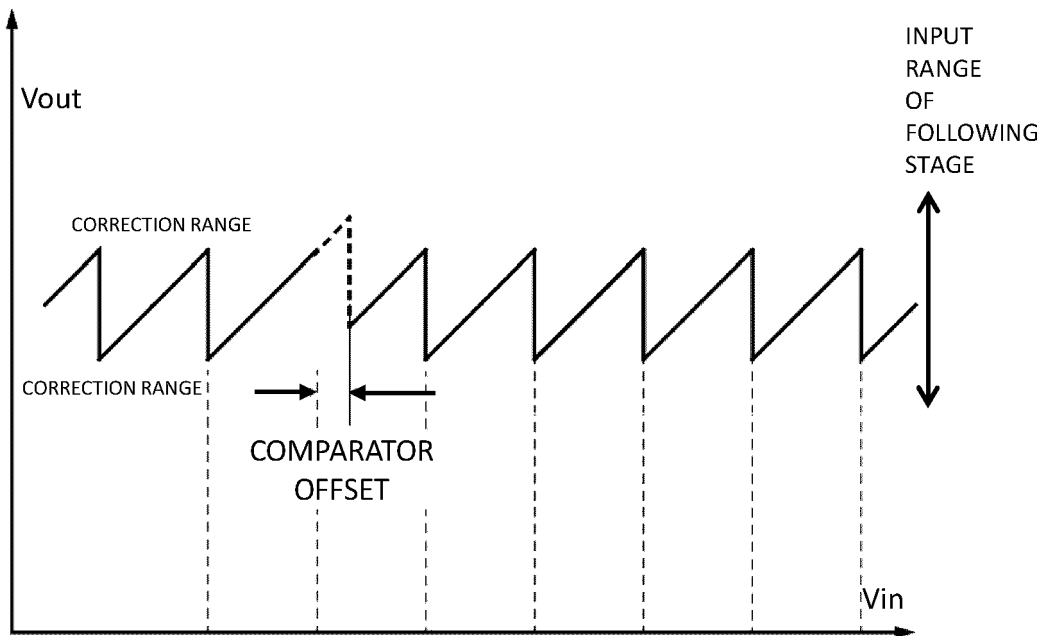 Vout
INPUT
RANGE
OF
FOLLOWING
STAGE
CORRECTION RANGE
CORRECTION RANGE
COMPARATOR
OFFSET
Vin